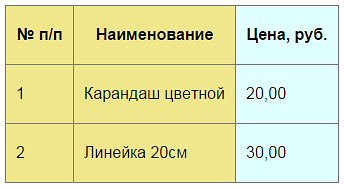 № п/п Наименование Цена, руб.
1 Карандаш цветной 20,00
2 Линейка 20см 30,00